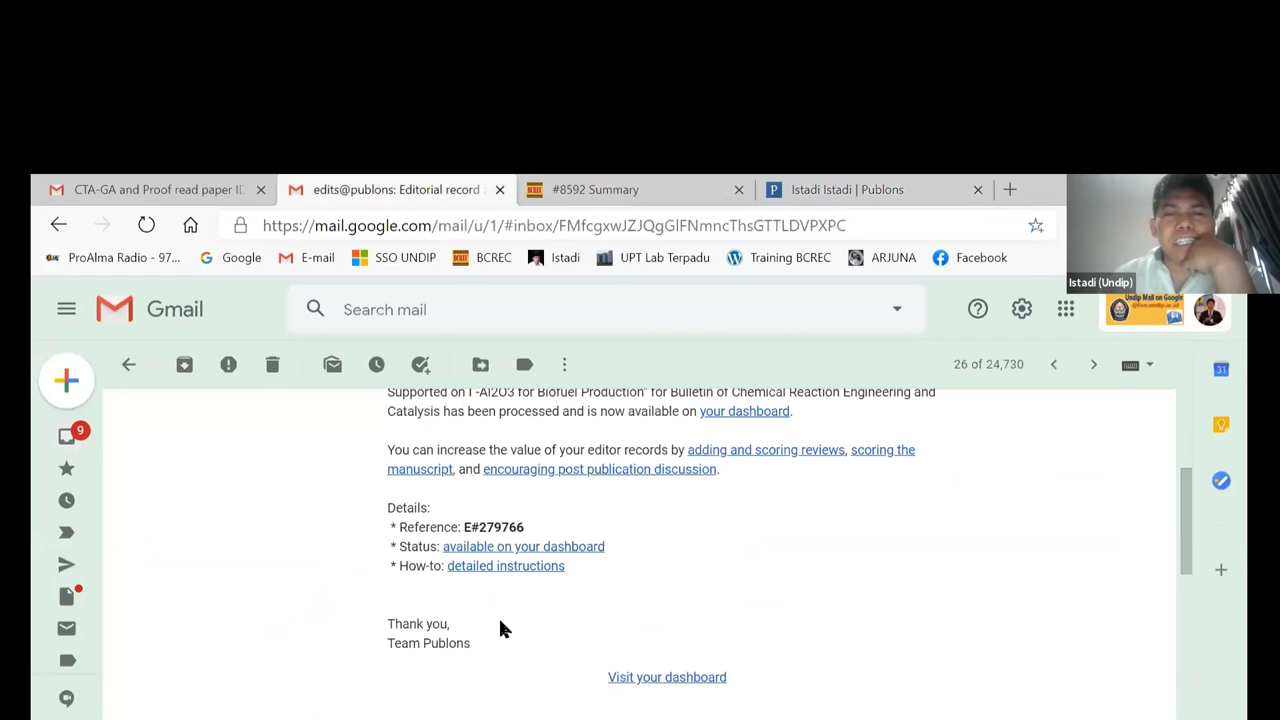 CTA-GA and Proof read paper ID
edits@publons: Editorial record
#8592 Summary
Istadi Istadi | Publons
https://mail.google.com/mail/u/1/#inbox/FMfcgxwJZJQgGlFNmncThsGTTLDVPXPC
ProAlma Radio - 97...
Google
E-mail
SSO UNDIP
BCREC
Istadi
UPT Lab Terpadu
Training BCREC
ARJUNA
Facebook
Istadi (Undip)
Gmail
Search mail
Undip Mail on Google
26 of 24,730
31
9
Supported on Γ-Al2O3 for Biofuel Production" for Bulletin of Chemical Reaction Engineering and
Catalysis has been processed and is now available on your dashboard.
You can increase the value of your editor records by adding and scoring reviews, scoring the
manuscript, and encouraging post publication discussion.
Details:
* Reference: E#279766
* Status: available on your dashboard
* How-to: detailed instructions
Thank you,
Team Publons
Visit your dashboard